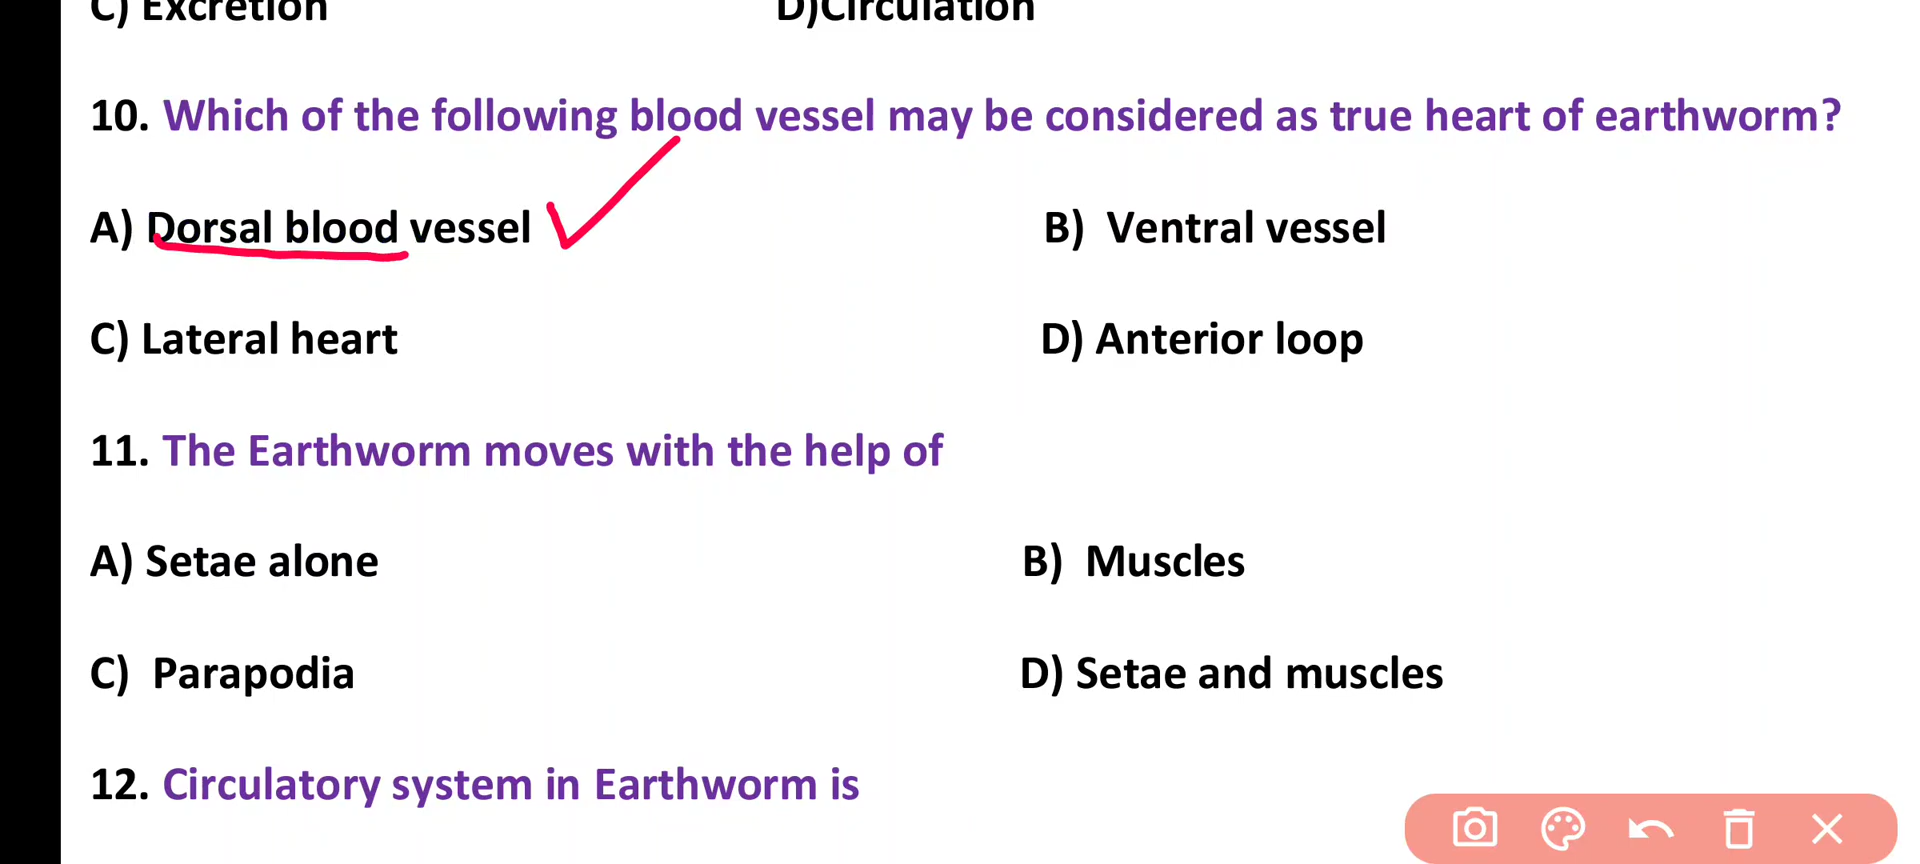 C) Excretion D)Circulation
10. Which of the following blood vessel may be considered as true heart of earthworm?
A) Dorsal blood vessel B) Ventral vessel
C) Lateral heart D) Anterior loop
11. The Earthworm moves with the help of
A) Setae alone B) Muscles
C) Parapodia D) Setae and muscles
12. Circulatory system in Earthworm is